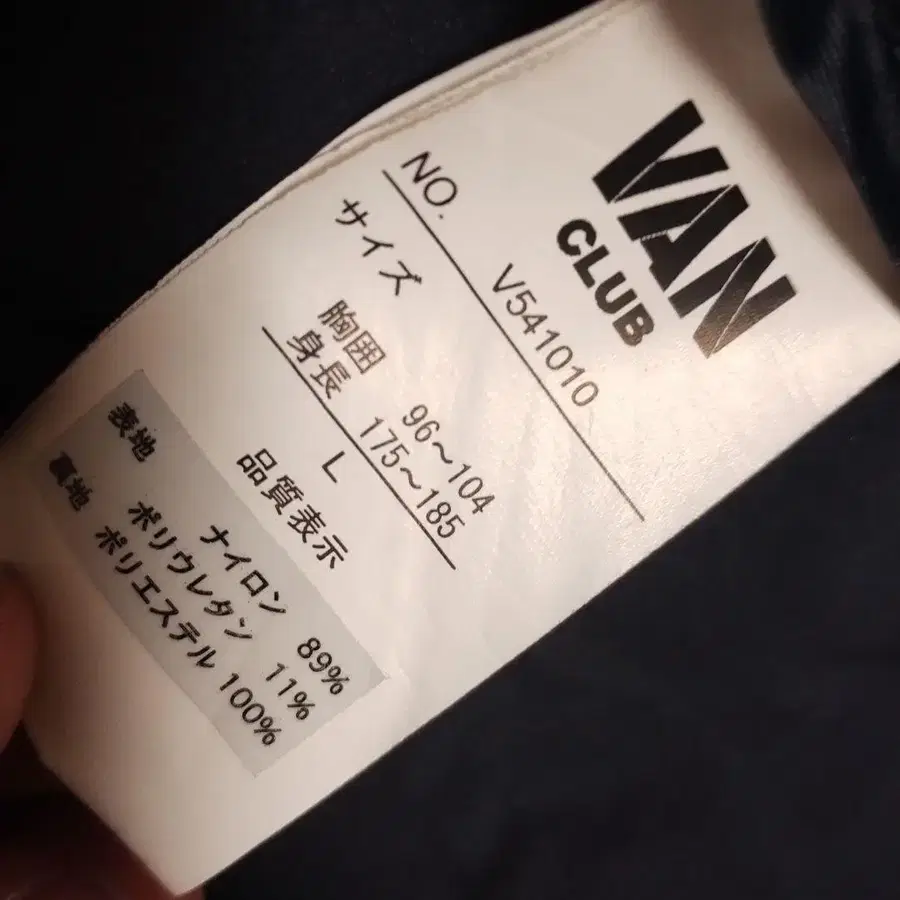 VAN
CLUB
NO. V541010
サイズ
胸囲 96〜104
身長 175〜185
L
品質表示
表地 ナイロン 89%
ポリウレタン 11%
裏地 ポリエステル 100%